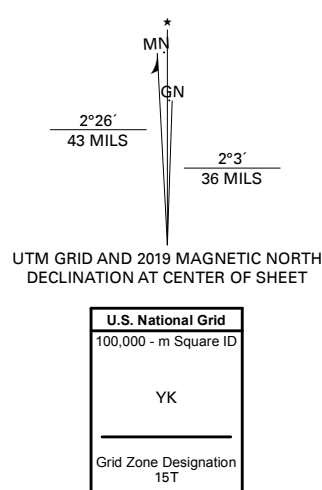 MN
GN
2°26´
43 MILS
2°3´
36 MILS
UTM GRID AND 2019 MAGNETIC NORTH
DECLINATION AT CENTER OF SHEET
U.S. National Grid
100,000 - m Square ID
YK
Grid Zone Designation
15T